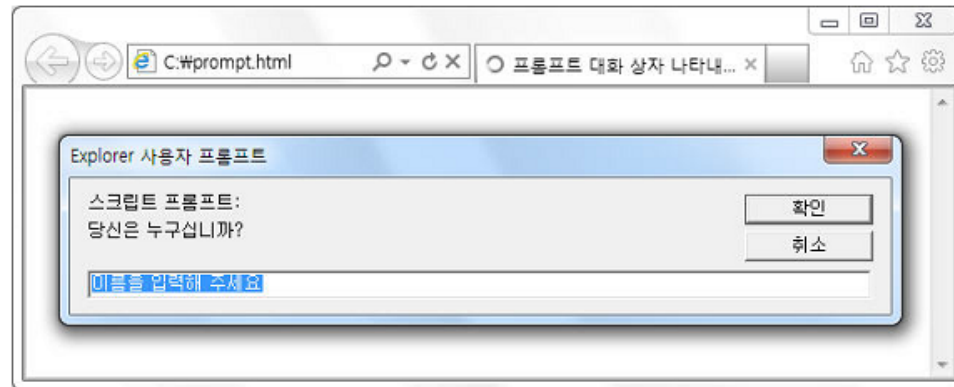 C:₩prompt.html
프롬프트 대화 상자 나타내...
Explorer 사용자 프롬프트
스크립트 프롬프트:
당신은 누구십니까?
확인
취소
이름을 입력해 주세요